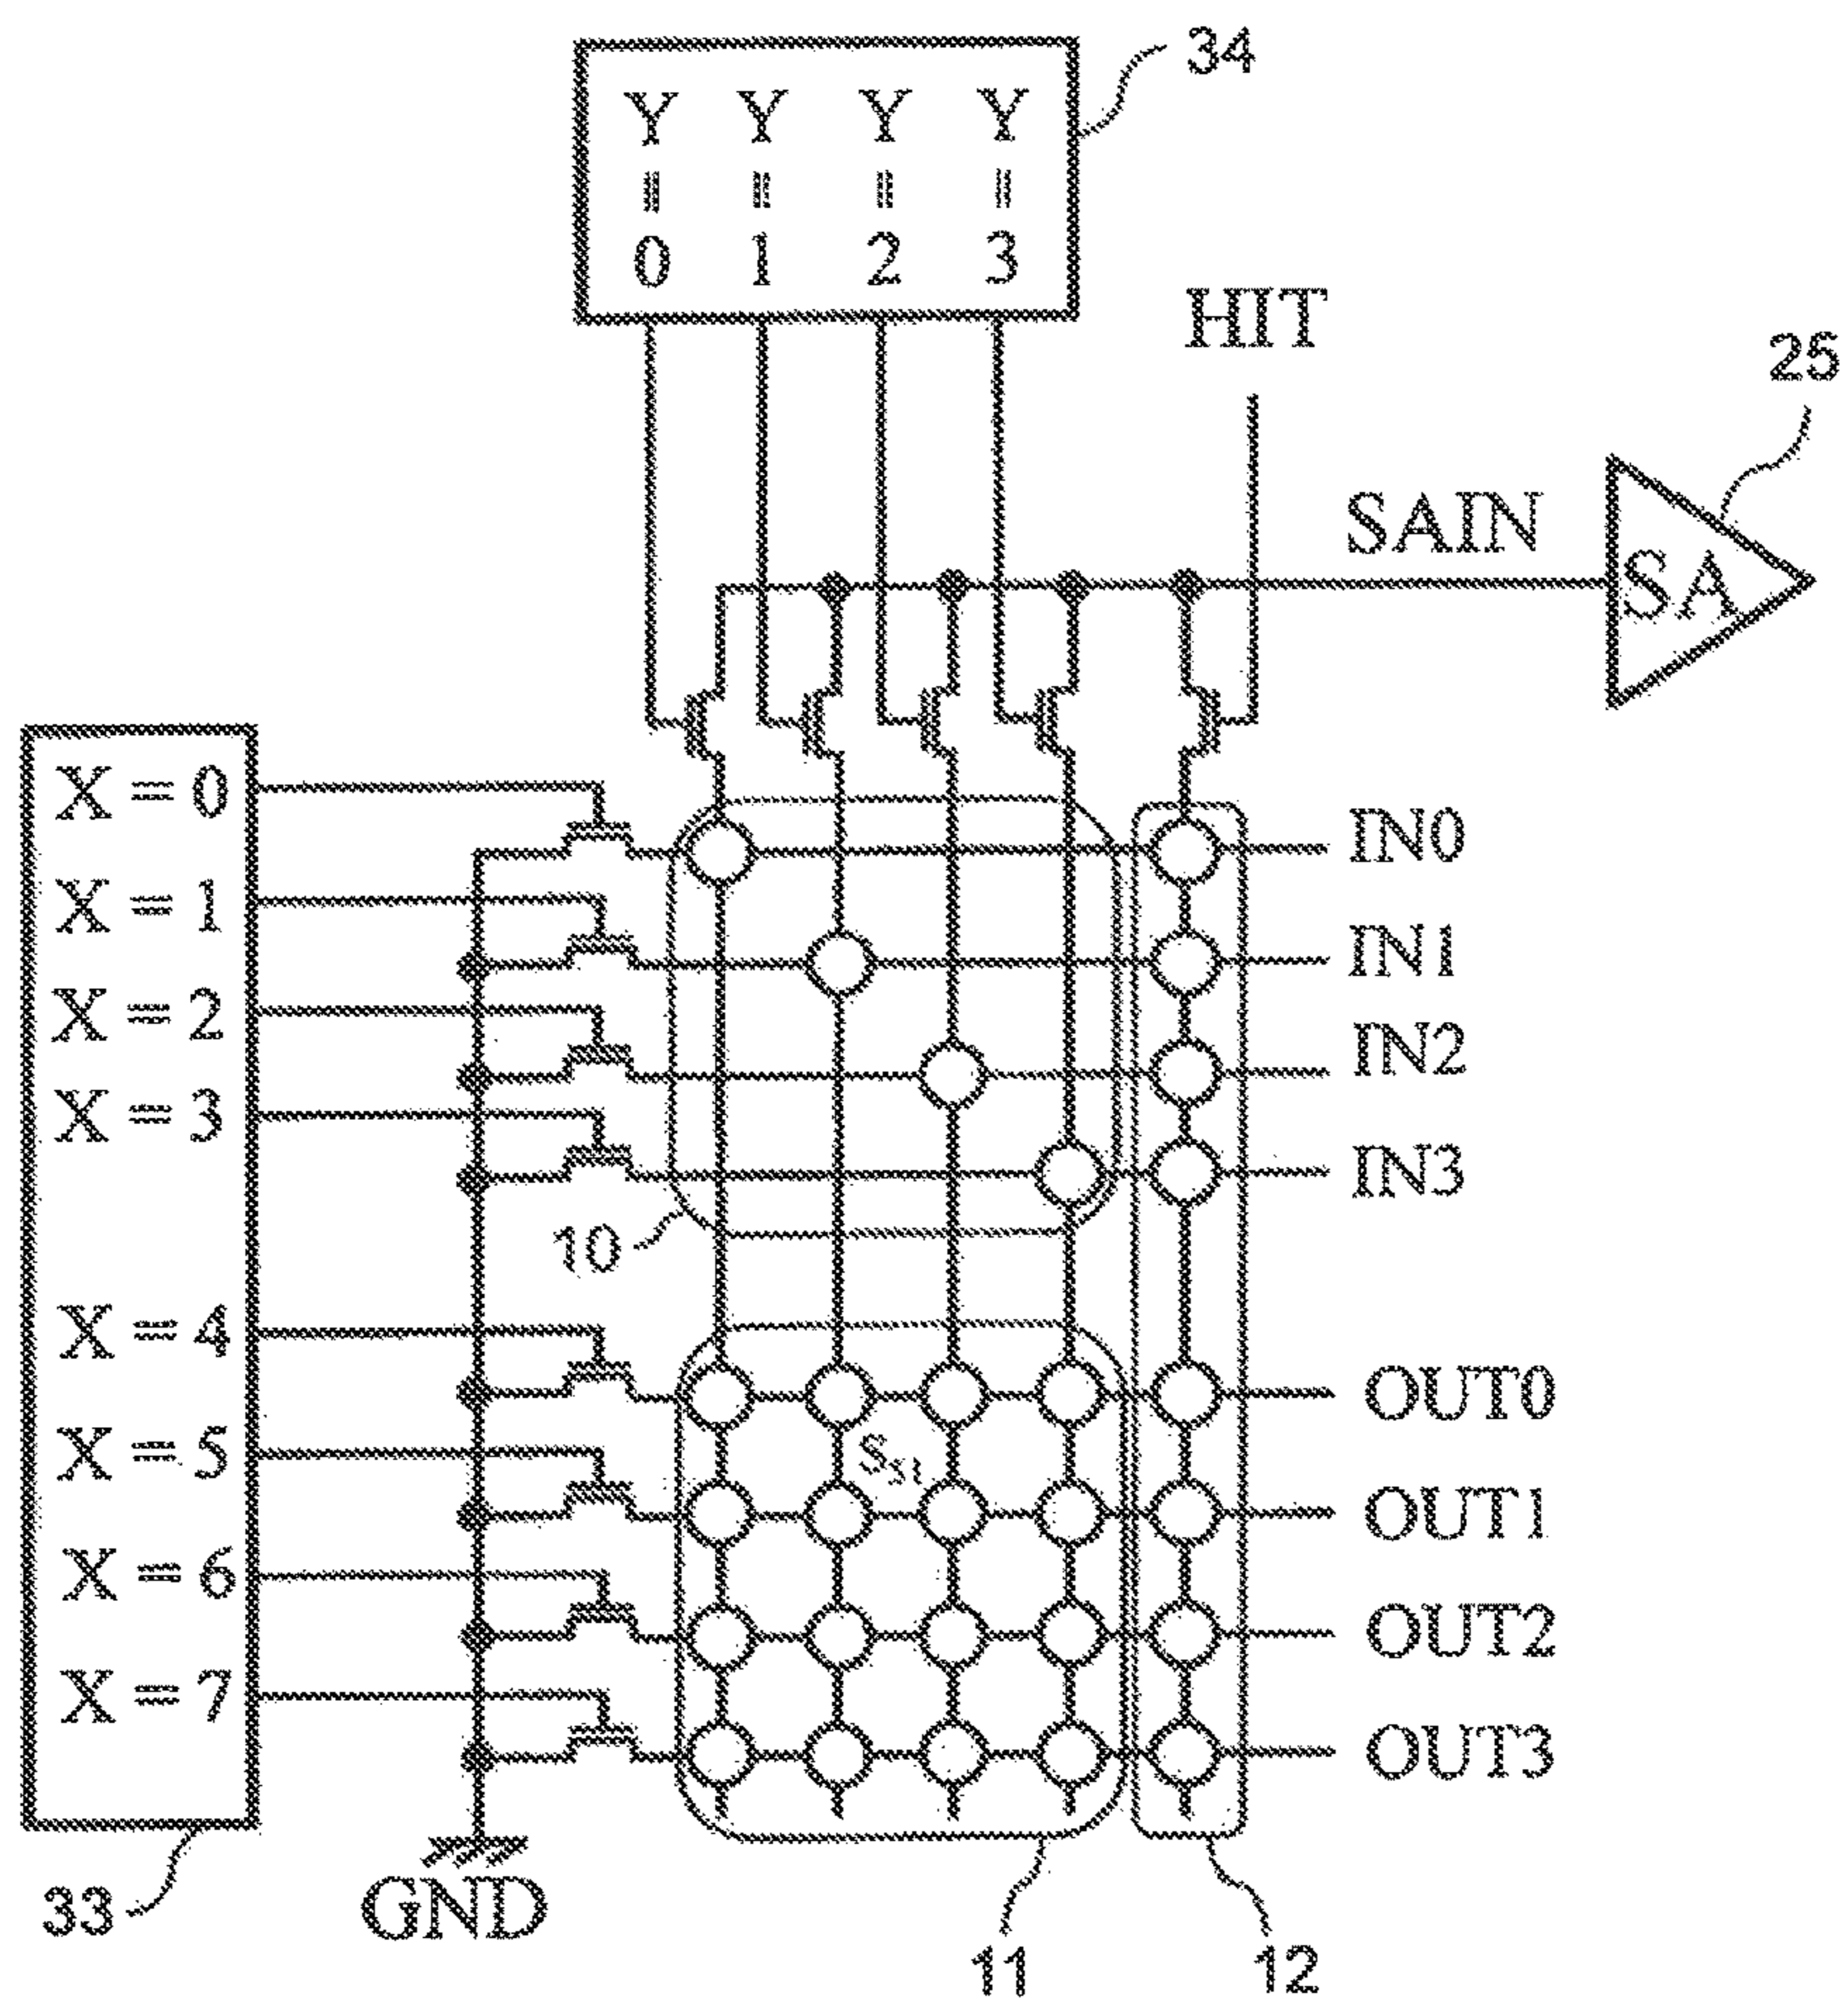 34
Y Y Y Y
= = = =
0 1 2 3
HIT
25
SAIN
SA
X = 0
IN0
X = 1
IN1
X = 2
IN2
X = 3
IN3
10
X = 4
OUT0
X = 5
S51
OUT1
X = 6
OUT2
X = 7
OUT3
33
GND
11
12